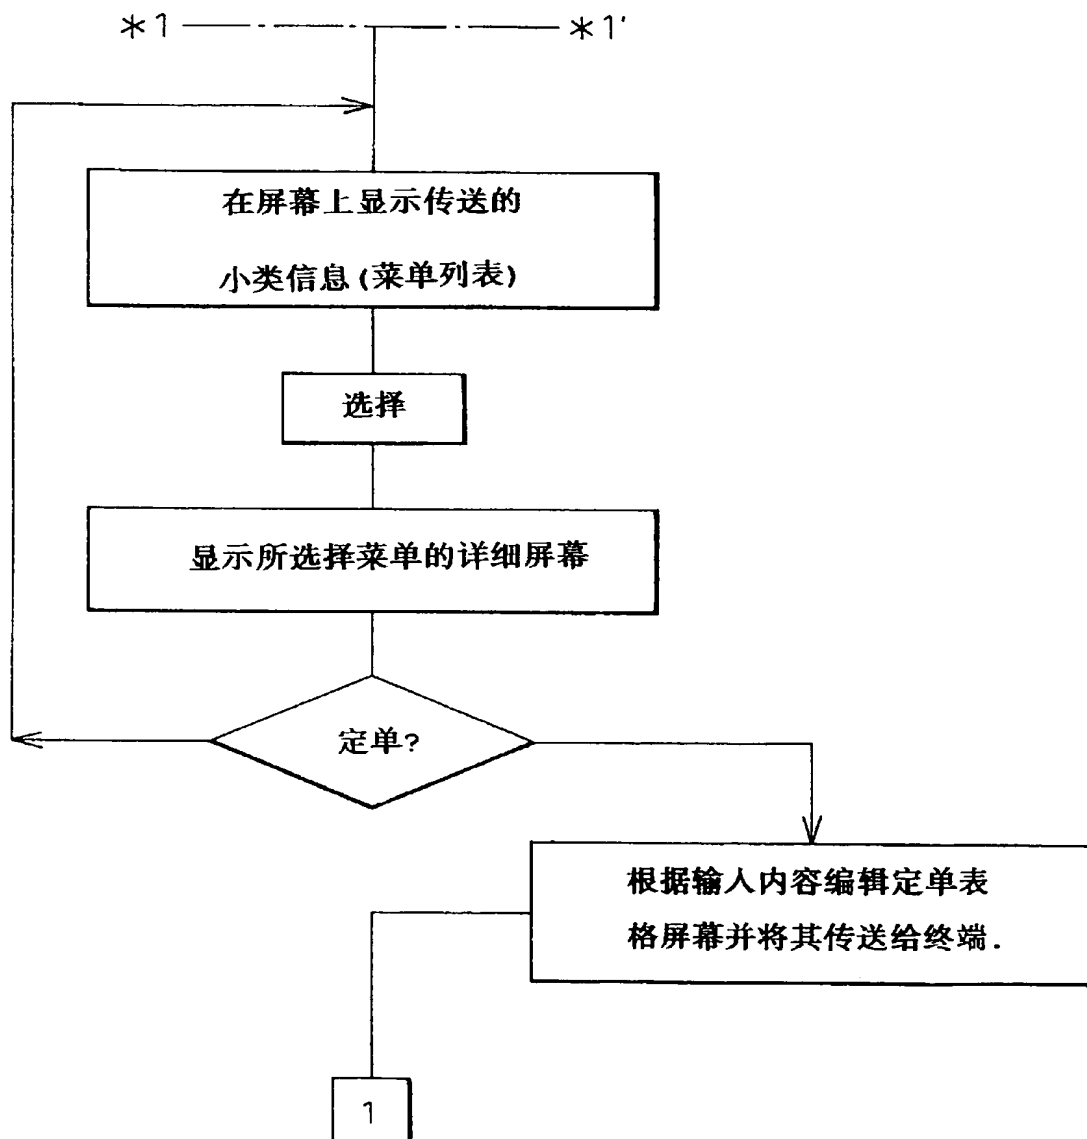 *1
*1'
在屏幕上显示传送的
小类信息(菜单列表)
选择
显示所选择菜单的详细屏幕
定单?
根据输入内容编辑定单表
格屏幕并将其传送给终端.
1